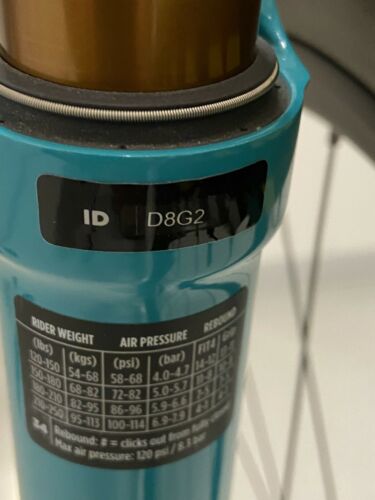 ID D8G2
RIDER WEIGHT AIR PRESSURE REBOUND
(lbs) (kgs) (psi) (bar) FIT4
120-150 54-68 58-68 4.0-4.7
150-180 68-82 72-82 5.0-5.7
180-210 82-95 86-96 5.9-6.6
210-250 95-113 100-114 6.9-7.9
34 Rebound: # = clicks out from fully
Max air pressure: 120 psi / 8.3 bar